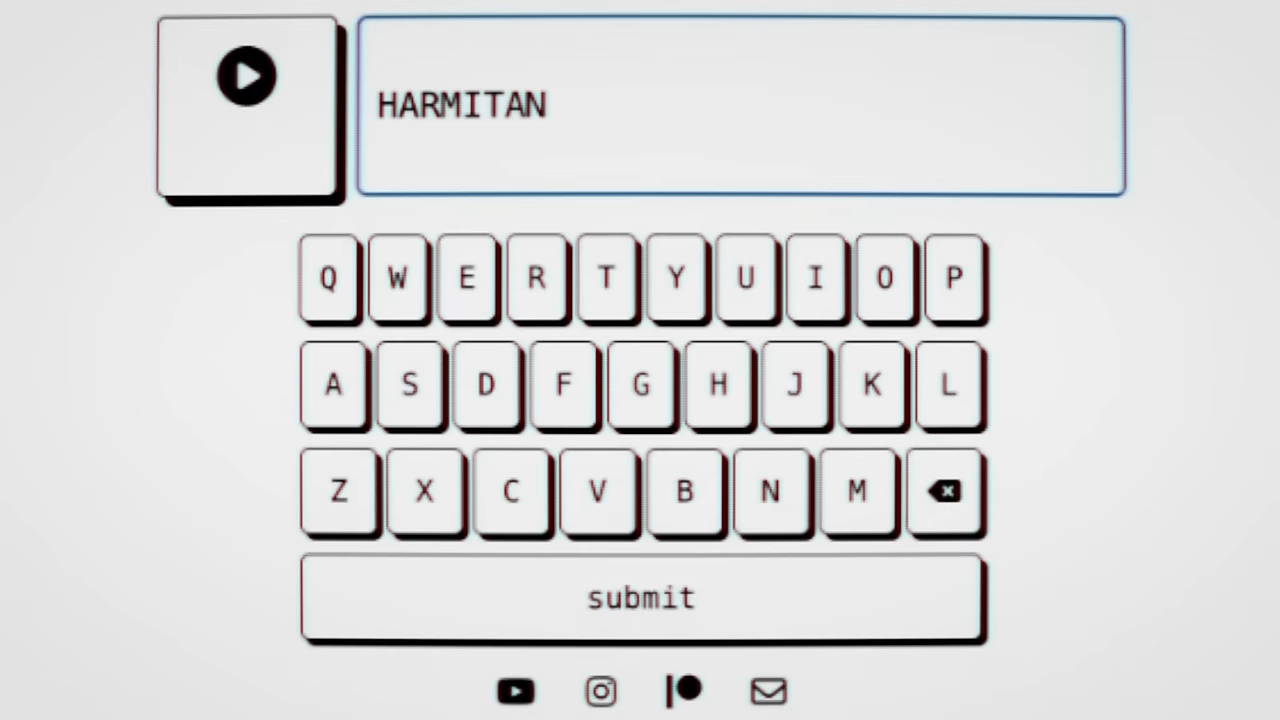 HARMITAN
Q W E R T Y U I O P
A S D F G H J K L
Z X C V B N M
submit